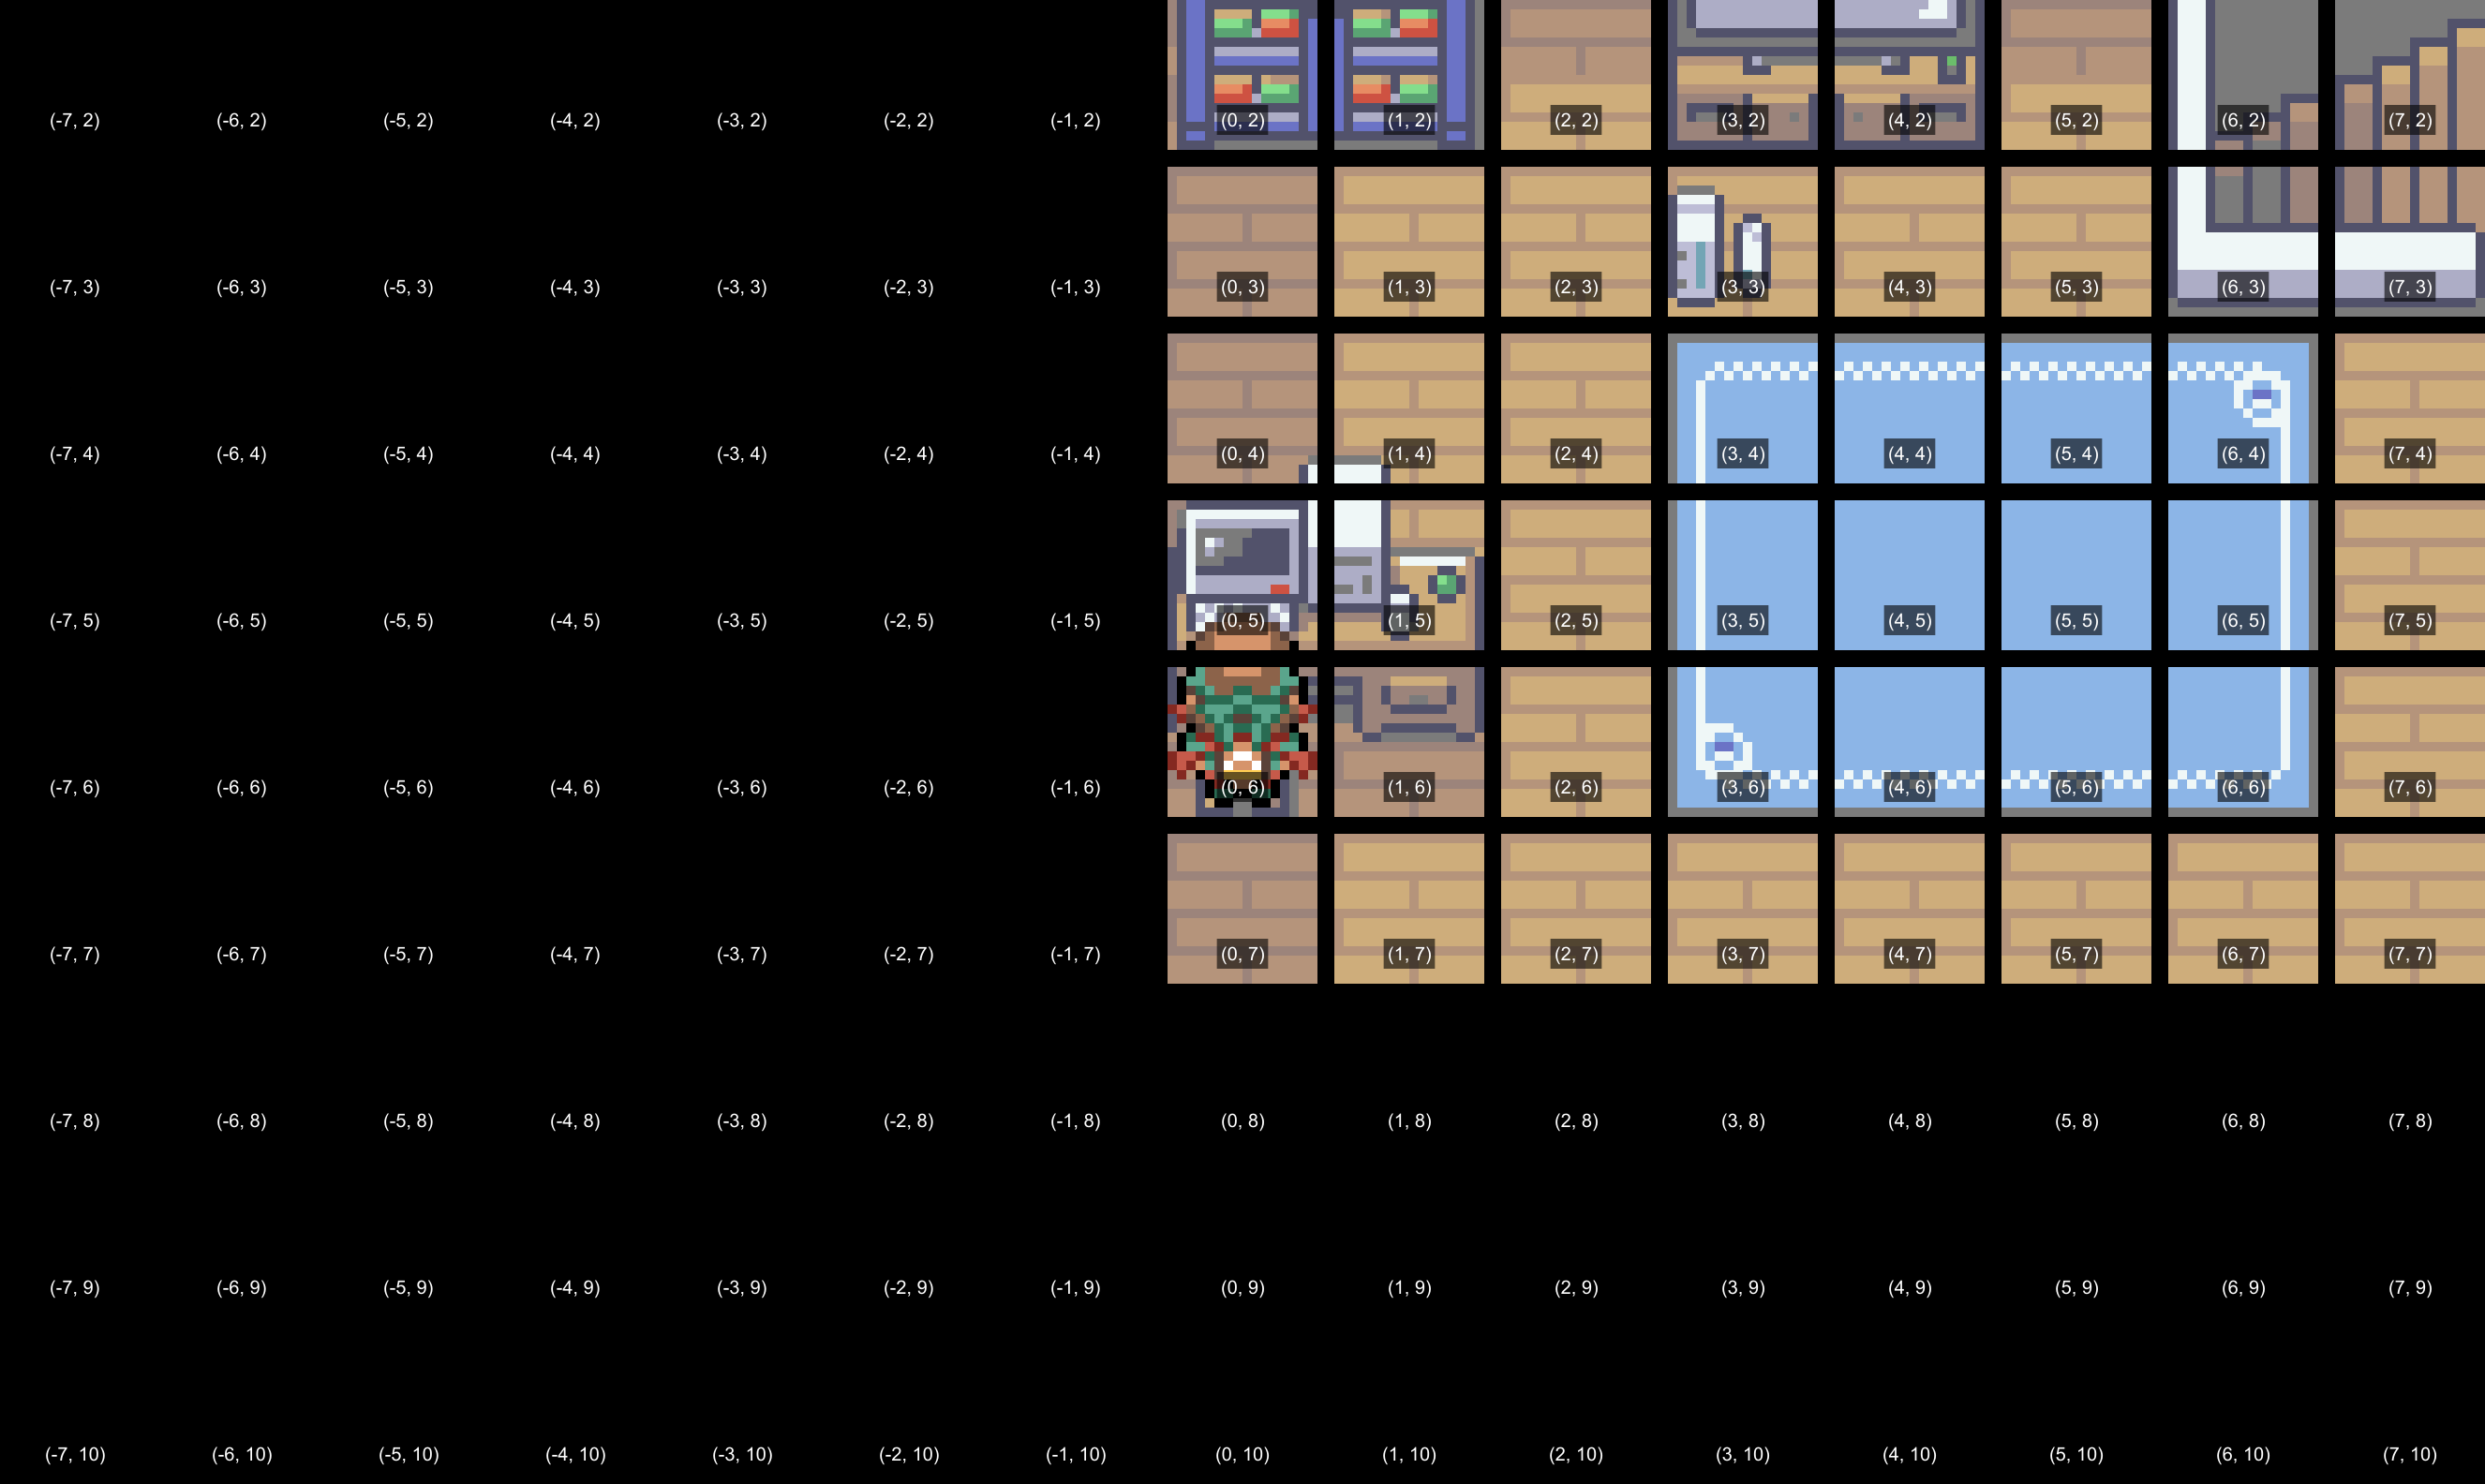 (-7, 2) (-6, 2) (-5, 2) (-4, 2) (-3, 2) (-2, 2) (-1, 2) (0, 2) (1, 2) (2, 2) (3, 2) (4, 2) (5, 2) (6, 2) (7, 2)
(-7, 3) (-6, 3) (-5, 3) (-4, 3) (-3, 3) (-2, 3) (-1, 3) (0, 3) (1, 3) (2, 3) (3, 3) (4, 3) (5, 3) (6, 3) (7, 3)
(-7, 4) (-6, 4) (-5, 4) (-4, 4) (-3, 4) (-2, 4) (-1, 4) (0, 4) (1, 4) (2, 4) (3, 4) (4, 4) (5, 4) (6, 4) (7, 4)
(-7, 5) (-6, 5) (-5, 5) (-4, 5) (-3, 5) (-2, 5) (-1, 5) (0, 5) (1, 5) (2, 5) (3, 5) (4, 5) (5, 5) (6, 5) (7, 5)
(-7, 6) (-6, 6) (-5, 6) (-4, 6) (-3, 6) (-2, 6) (-1, 6) (0, 6) (1, 6) (2, 6) (3, 6) (4, 6) (5, 6) (6, 6) (7, 6)
(-7, 7) (-6, 7) (-5, 7) (-4, 7) (-3, 7) (-2, 7) (-1, 7) (0, 7) (1, 7) (2, 7) (3, 7) (4, 7) (5, 7) (6, 7) (7, 7)
(-7, 8) (-6, 8) (-5, 8) (-4, 8) (-3, 8) (-2, 8) (-1, 8) (0, 8) (1, 8) (2, 8) (3, 8) (4, 8) (5, 8) (6, 8) (7, 8)
(-7, 9) (-6, 9) (-5, 9) (-4, 9) (-3, 9) (-2, 9) (-1, 9) (0, 9) (1, 9) (2, 9) (3, 9) (4, 9) (5, 9) (6, 9) (7, 9)
(-7, 10) (-6, 10) (-5, 10) (-4, 10) (-3, 10) (-2, 10) (-1, 10) (0, 10) (1, 10) (2, 10) (3, 10) (4, 10) (5, 10) (6, 10) (7, 10)